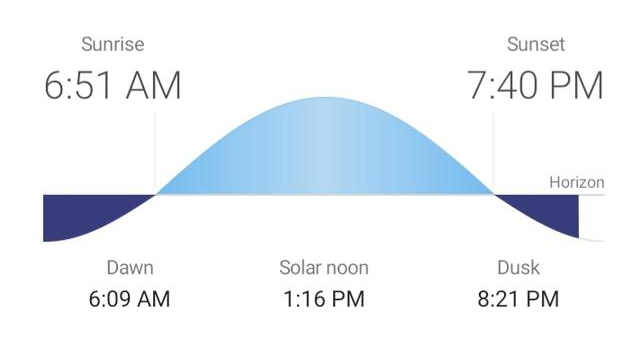 Sunrise
6:51 AM
Sunset
7:40 PM
Horizon
Dawn
6:09 AM
Solar noon
1:16 PM
Dusk
8:21 PM